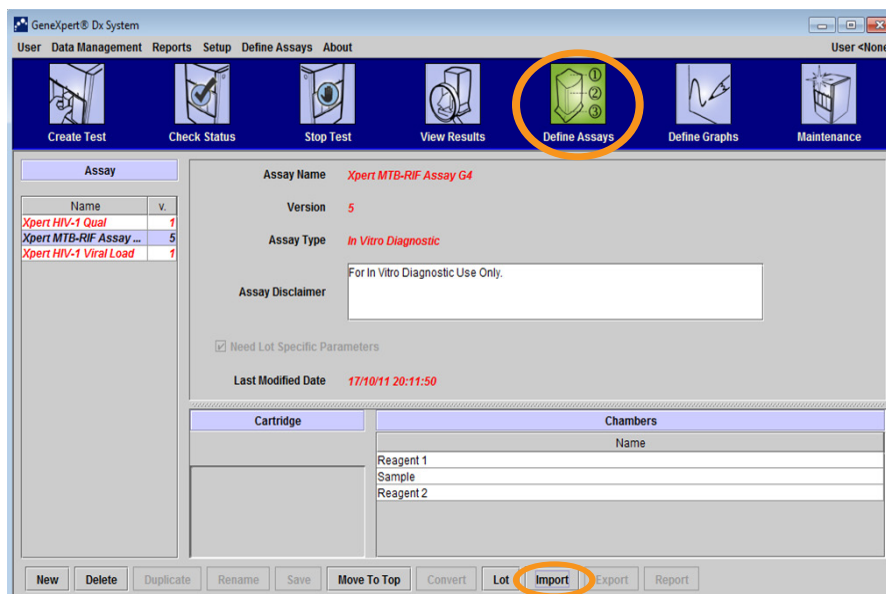 GeneXpert® Dx System
User Data Management Reports Setup Define Assays About User <None
Create Test Check Status Stop Test View Results Define Assays Define Graphs Maintenance
① ② ③
Assay
Name v.
Xpert HIV-1 Qual 1
Xpert MTB-RIF Assay ... 5
Xpert HIV-1 Viral Load 1
Assay Name Xpert MTB-RIF Assay G4
Version 5
Assay Type In Vitro Diagnostic
Assay Disclaimer For In Vitro Diagnostic Use Only.
Need Lot Specific Parameters
Last Modified Date 17/10/11 20:11:50
Cartridge
Chambers
Name
Reagent 1
Sample
Reagent 2
New Delete Duplicate Rename Save Move To Top Convert Lot Import Export Report